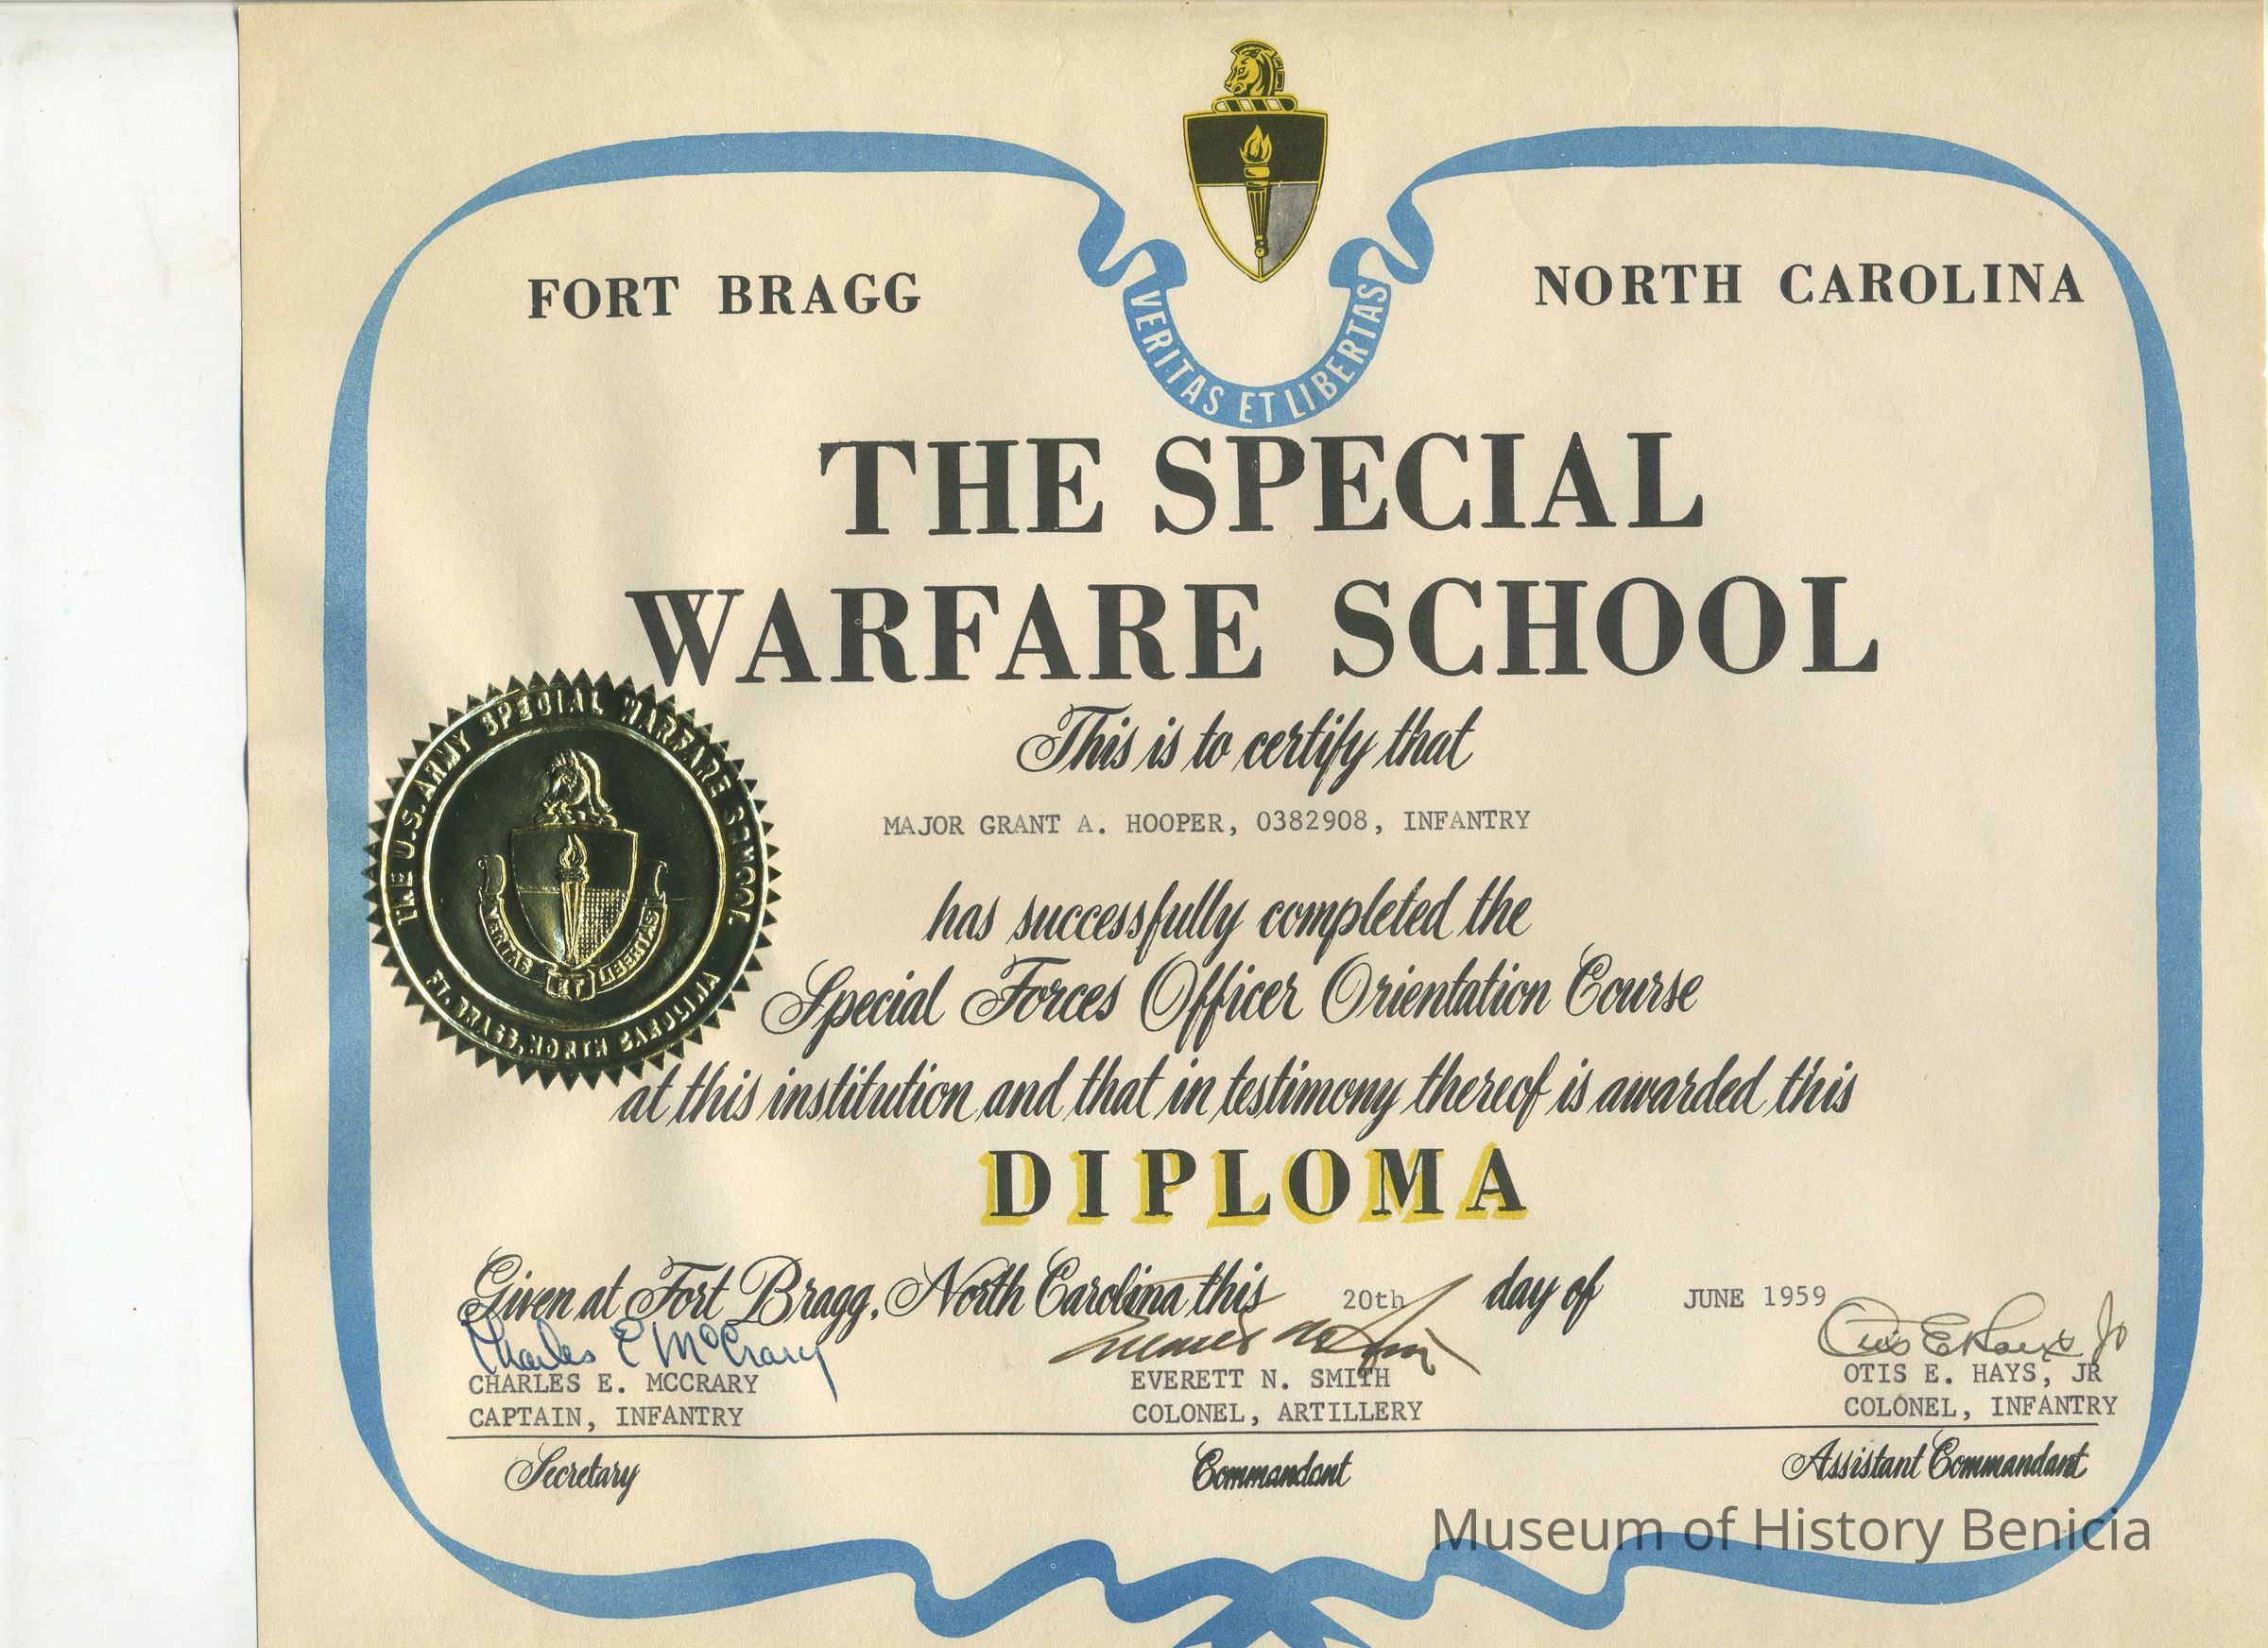 FORT BRAGG
NORTH CAROLINA
VERITAS ET LIBERTAS
THE SPECIAL
WARFARE SCHOOL
This is to certify that
MAJOR GRANT A. HOOPER, 0382908, INFANTRY
has successfully completed the
Special Forces Officer Orientation Course
at this institution and that in testimony thereof is awarded this
DIPLOMA
THE U.S. ARMY SPECIAL WARFARE SCHOOL
VERITAS ET LIBERTAS
FT. BRAGG, NORTH CAROLINA
Given at Fort Bragg, North Carolina this 20th day of JUNE 1959
Charles E McCrary
Otis E Hays Jr
CHARLES E. MCCRARY
CAPTAIN, INFANTRY
Secretary
EVERETT N. SMITH
COLONEL, ARTILLERY
Commandant
OTIS E. HAYS, JR
COLONEL, INFANTRY
Assistant Commandant
Museum of History Benicia